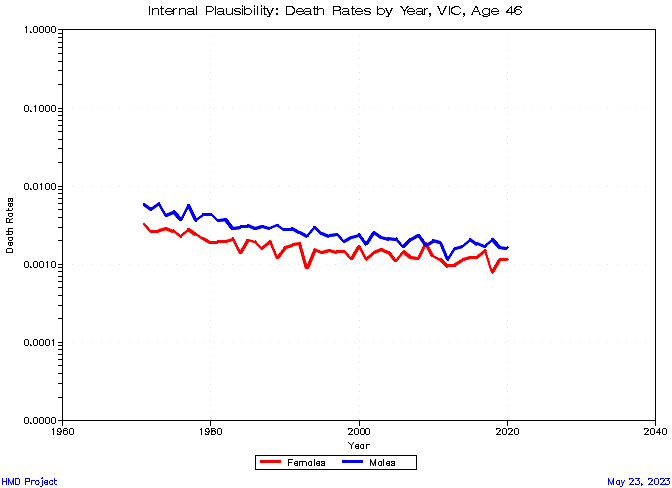 Internal Plausibility: Death Rates by Year, VIC, Age 46
1.0000
0.1000
0.0100
0.0010
0.0001
0.0000
Death Rates
1960 1980 2000 2020 2040
Year
Females Males
HMD Project
May 23, 2023